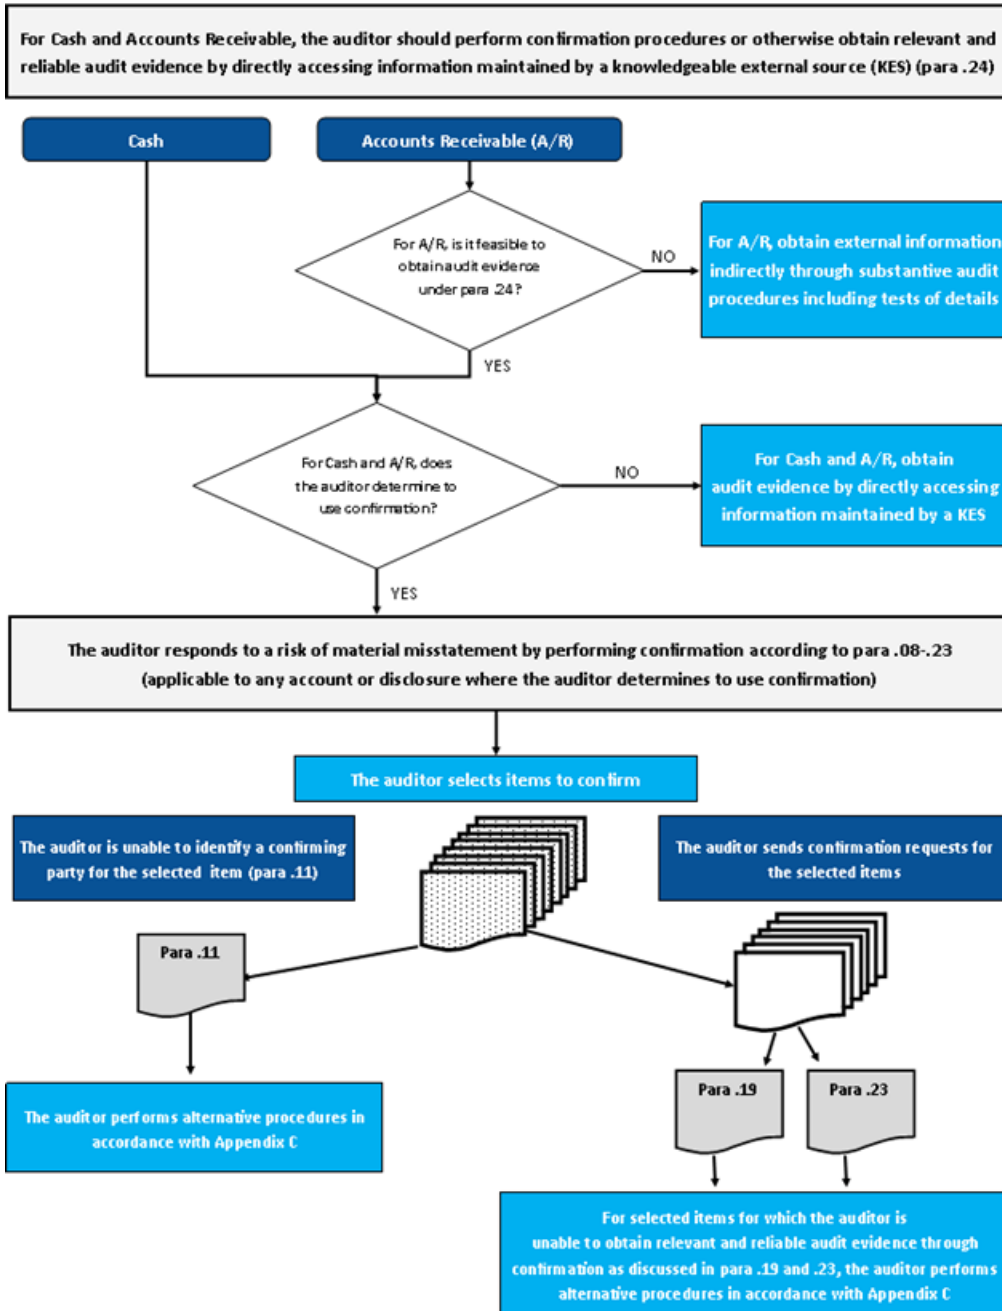 For Cash and Accounts Receivable, the auditor should perform confirmation procedures or otherwise obtain relevant and
reliable audit evidence by directly accessing information maintained by a knowledgeable external source (KES) (para .24)
Cash
Accounts Receivable (A/R)
For A/R, is it feasible to
obtain audit evidence
under para .24?
NO
For A/R, obtain external information
indirectly through substantive audit
procedures including tests of details
YES
For Cash and A/R, does
the auditor determine to
use confirmation?
NO
For Cash and A/R, obtain
audit evidence by directly accessing
information maintained by a KES
YES
The auditor responds to a risk of material misstatement by performing confirmation according to para .08-.23
(applicable to any account or disclosure where the auditor determines to use confirmation)
The auditor selects items to confirm
The auditor is unable to identify a confirming
party for the selected item (para .11)
The auditor sends confirmation requests for
the selected items
Para .11
Para .19
Para .23
The auditor performs alternative procedures in
accordance with Appendix C
For selected items for which the auditor is
unable to obtain relevant and reliable audit evidence through
confirmation as discussed in para .19 and .23, the auditor performs
alternative procedures in accordance with Appendix C